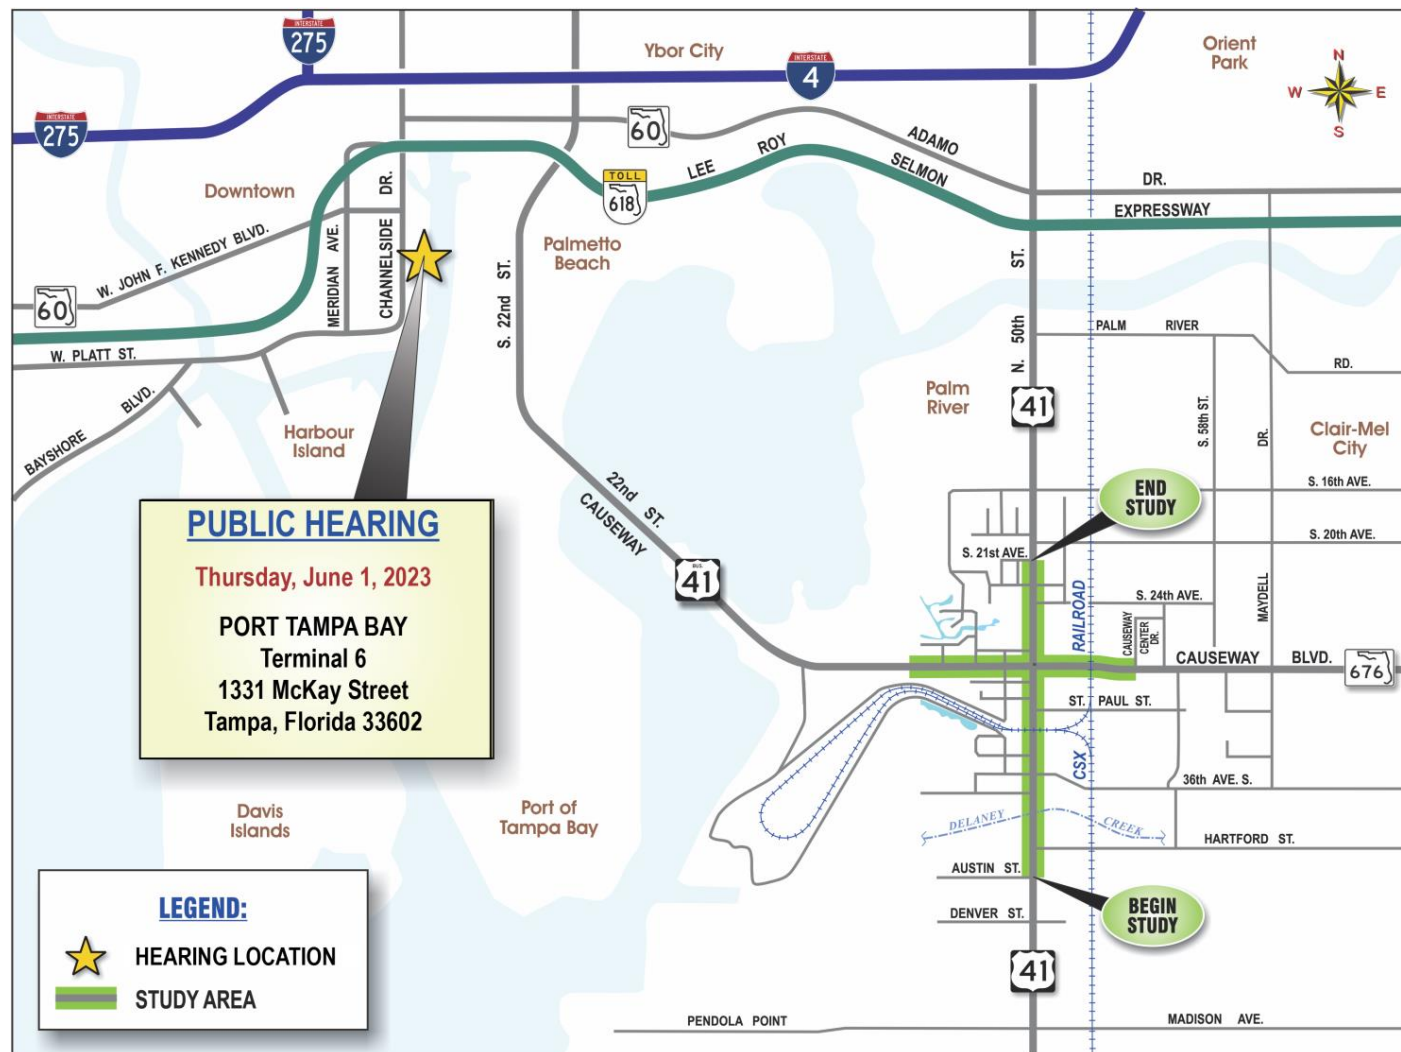 INTERSTATE
275
Ybor City
INTERSTATE
4
Orient
Park
N
W
E
S
INTERSTATE
275
60
ADAMO
DR.
LEE ROY
SELMON
EXPRESSWAY
TOLL
618
Downtown
DR.
CHANNELSIDE
MERIDIAN AVE.
W. JOHN F. KENNEDY BLVD.
60
Palmetto
Beach
S. 22nd ST.
N. 50th ST.
W. PLATT ST.
BAYSHORE BLVD.
Harbour
Island
PALM RIVER
RD.
Palm
River
41
S. 58th ST.
MAYDELL DR.
Clair-Mel
City
22nd ST.
CAUSEWAY
BUS.
41
END
STUDY
S. 16th AVE.
S. 20th AVE.
S. 21st AVE.
S. 24th AVE.
CAUSEWAY
CENTER
DR.
CAUSEWAY BLVD.
676
CSX RAILROAD
ST. PAUL ST.
36th AVE. S.
DELANEY CREEK
HARTFORD ST.
AUSTIN ST.
BEGIN
STUDY
DENVER ST.
41
PENDOLA POINT
MADISON AVE.
PUBLIC HEARING
Thursday, June 1, 2023
PORT TAMPA BAY
Terminal 6
1331 McKay Street
Tampa, Florida 33602
Davis
Islands
Port of
Tampa Bay
LEGEND:
HEARING LOCATION
STUDY AREA